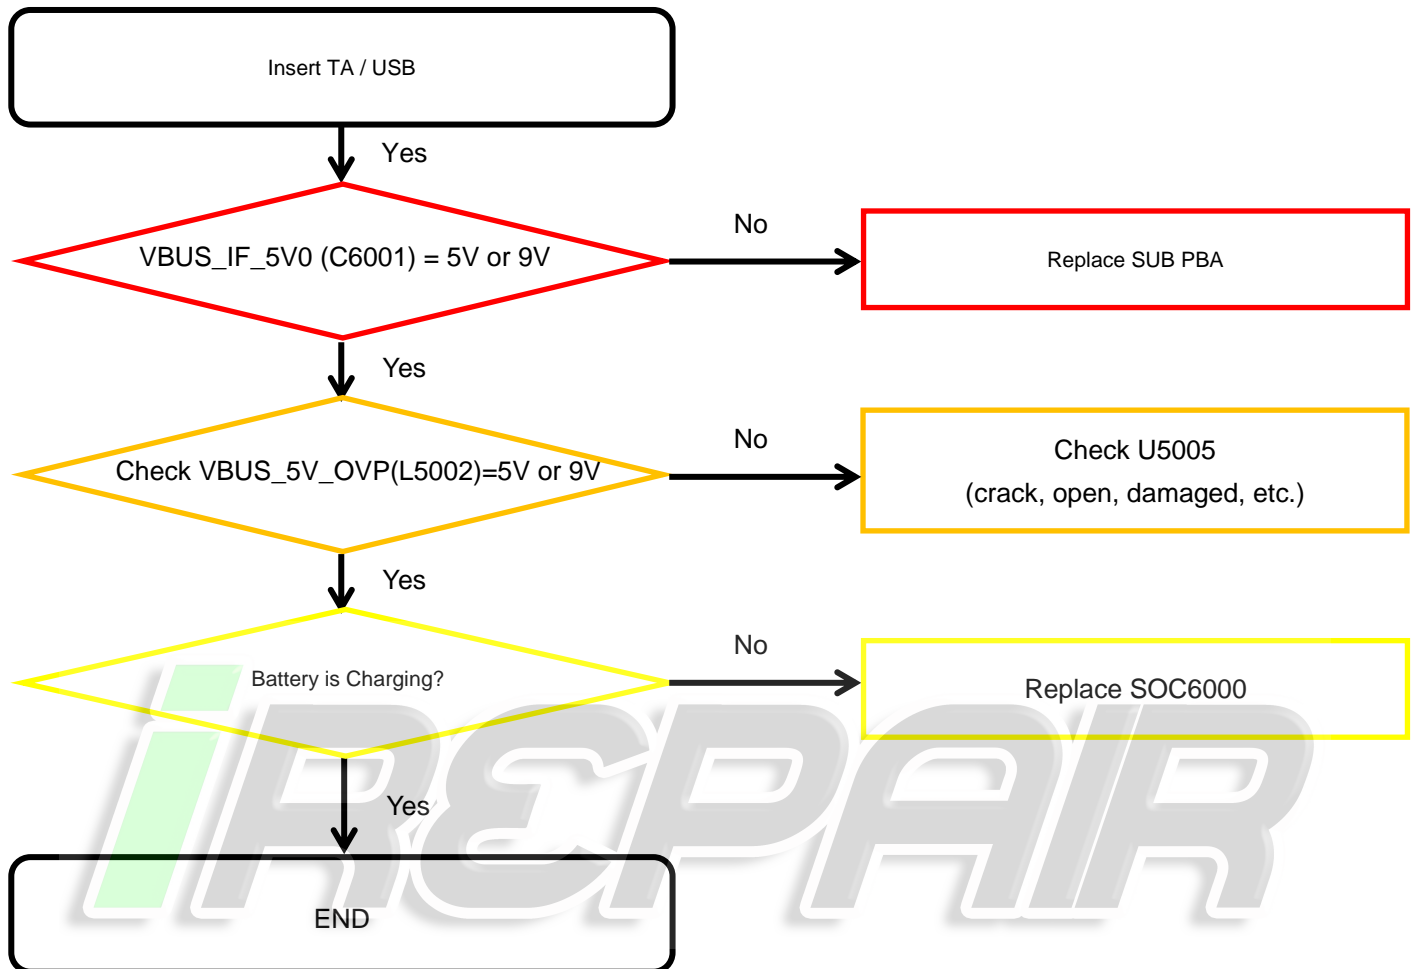 Insert TA / USB
Yes
VBUS_IF_5V0 (C6001) = 5V or 9V
No
Replace SUB PBA
Yes
Check VBUS_5V_OVP(L5002)=5V or 9V
No
Check U5005
(crack, open, damaged, etc.)
Yes
Battery is Charging?
No
Replace SOC6000
Yes
END
iREPAIR